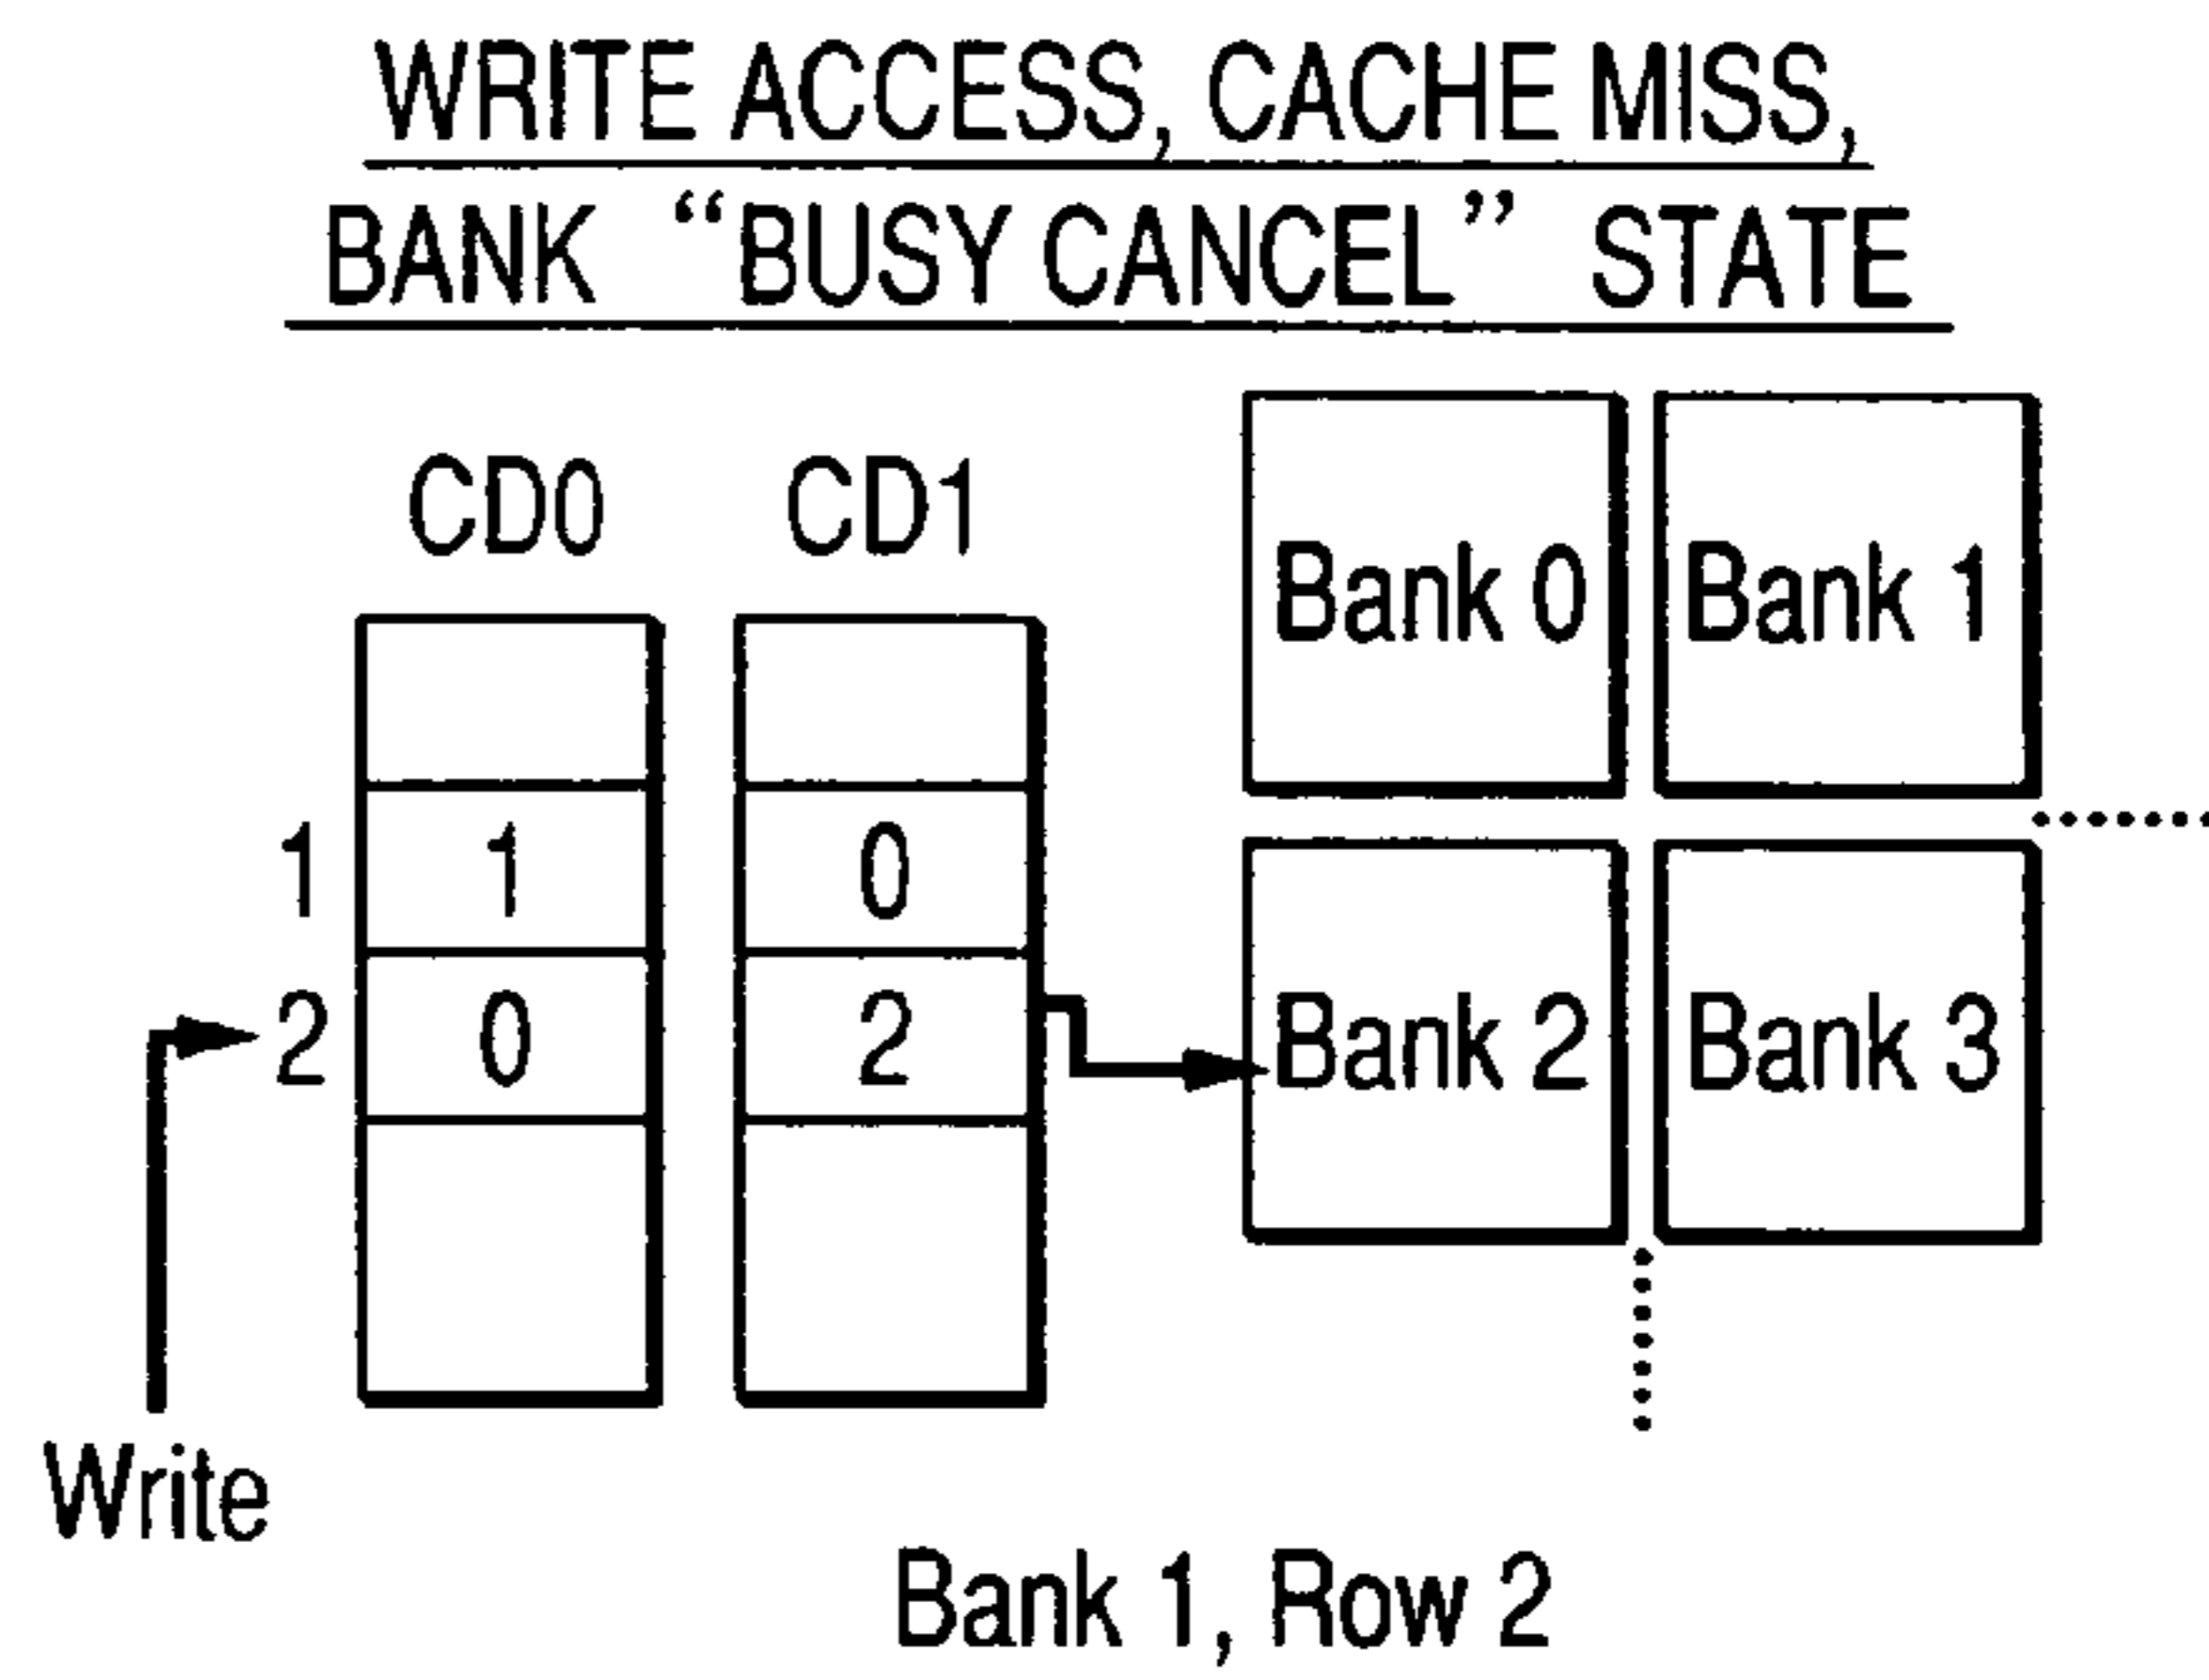 WRITE ACCESS, CACHE MISS,
BANK “BUSY CANCEL” STATE
CD0 CD1
Bank 0 Bank 1
1 1 0
2 0 2 Bank 2 Bank 3
Write
Bank 1, Row 2